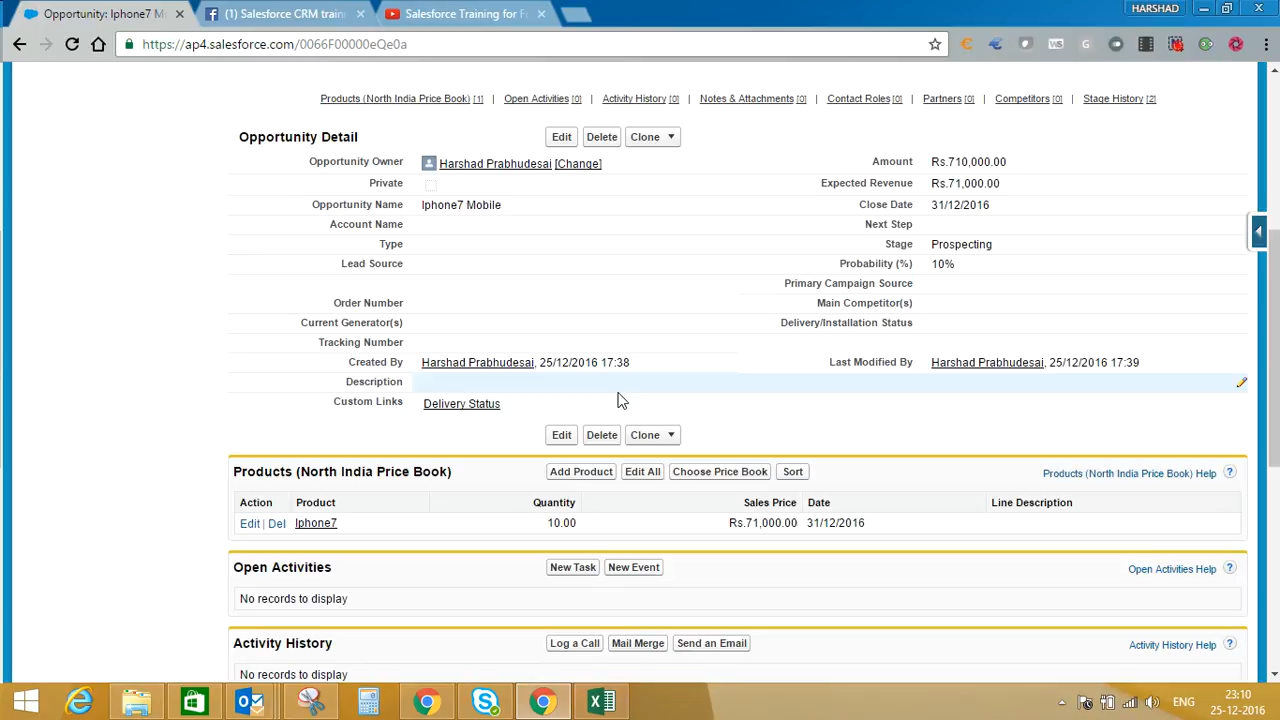 Opportunity: Iphone7 M
(1) Salesforce CRM train
Salesforce Training for F
HARSHAD
https://ap4.salesforce.com/0066F00000eQe0a
Products (North India Price Book) [1] | Open Activities [0] | Activity History [0] | Notes & Attachments [0] | Contact Roles [0] | Partners [0] | Competitors [0] | Stage History [2]
Opportunity Detail Edit Delete Clone
Opportunity Owner Harshad Prabhudesai [Change] Amount Rs.710,000.00
Private Expected Revenue Rs.71,000.00
Opportunity Name Iphone7 Mobile Close Date 31/12/2016
Account Name Next Step
Type Stage Prospecting
Lead Source Probability (%) 10%
Primary Campaign Source
Order Number Main Competitor(s)
Current Generator(s) Delivery/Installation Status
Tracking Number
Created By Harshad Prabhudesai, 25/12/2016 17:38 Last Modified By Harshad Prabhudesai, 25/12/2016 17:39
Description
Custom Links Delivery Status
Edit Delete Clone
Products (North India Price Book) Add Product Edit All Choose Price Book Sort Products (North India Price Book) Help ?
Action Product Quantity Sales Price Date Line Description
Edit | Del Iphone7 10.00 Rs.71,000.00 31/12/2016
Open Activities New Task New Event Open Activities Help ?
No records to display
Activity History Log a Call Mail Merge Send an Email Activity History Help ?
No records to display
ENG
23:10
25-12-2016